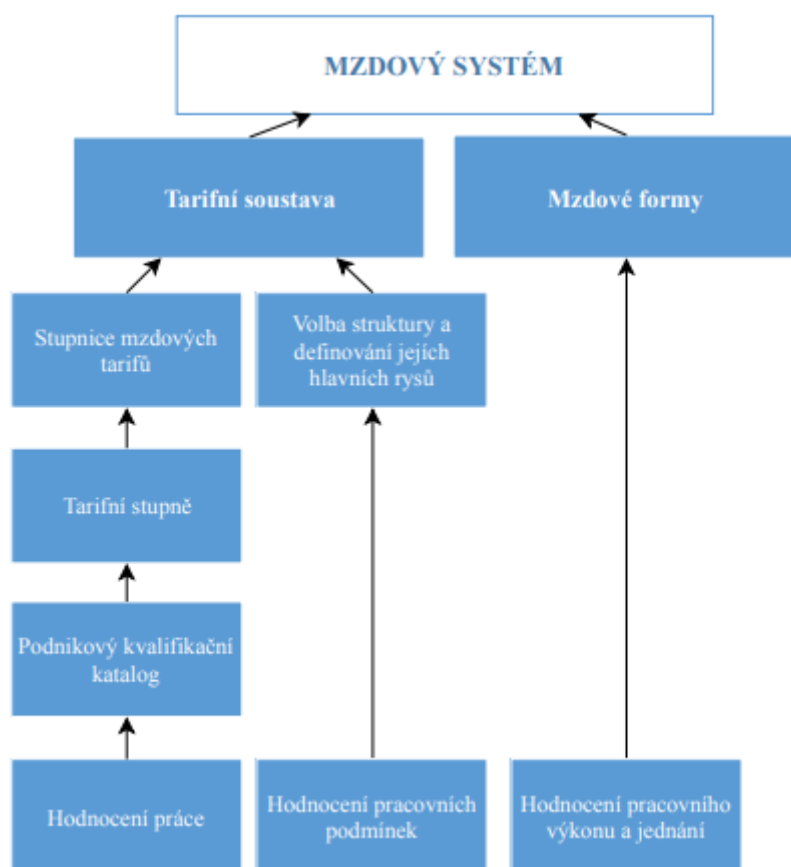 MZDOVÝ SYSTÉM
Tarifní soustava
Mzdové formy
Stupnice mzdových
tarifů
Volba struktury a
definování jejích
hlavních rysů
Tarifní stupně
Podnikový kvalifikační
katalog
Hodnocení práce
Hodnocení pracovních
podmínek
Hodnocení pracovního
výkonu a jednání